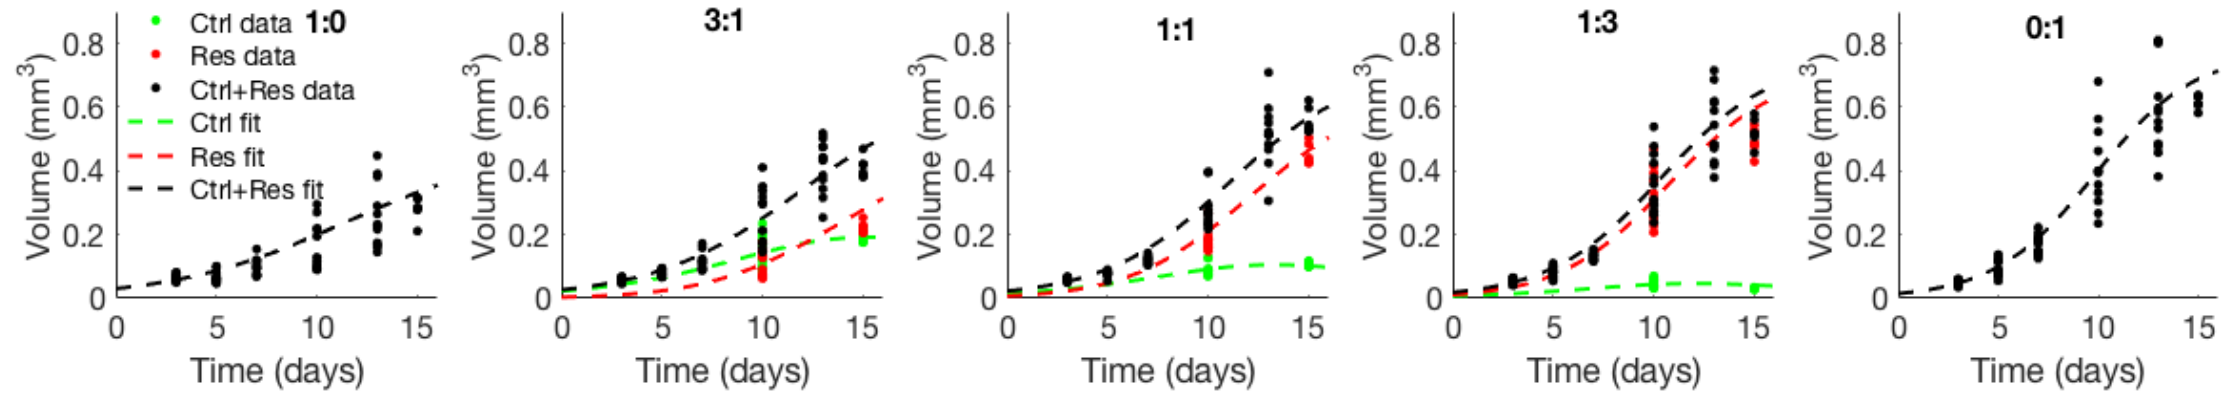 Ctrl data 1:0
Res data
Ctrl+Res data
Ctrl fit
Res fit
Ctrl+Res fit
Volume (mm³)
0.8
0.6
0.4
0.2
0
0 5 10 15
Time (days)
3:1
Volume (mm³)
0.8
0.6
0.4
0.2
0
0 5 10 15
Time (days)
1:1
Volume (mm³)
0.8
0.6
0.4
0.2
0
0 5 10 15
Time (days)
1:3
Volume (mm³)
0.8
0.6
0.4
0.2
0
0 5 10 15
Time (days)
0:1
Volume (mm³)
0.8
0.6
0.4
0.2
0
0 5 10 15
Time (days)